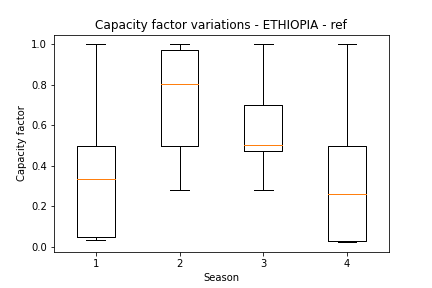 Capacity factor variations - ETHIOPIA - ref
1.0
0.8
0.6
0.4
0.2
0.0
Capacity factor
1 2 3 4
Season